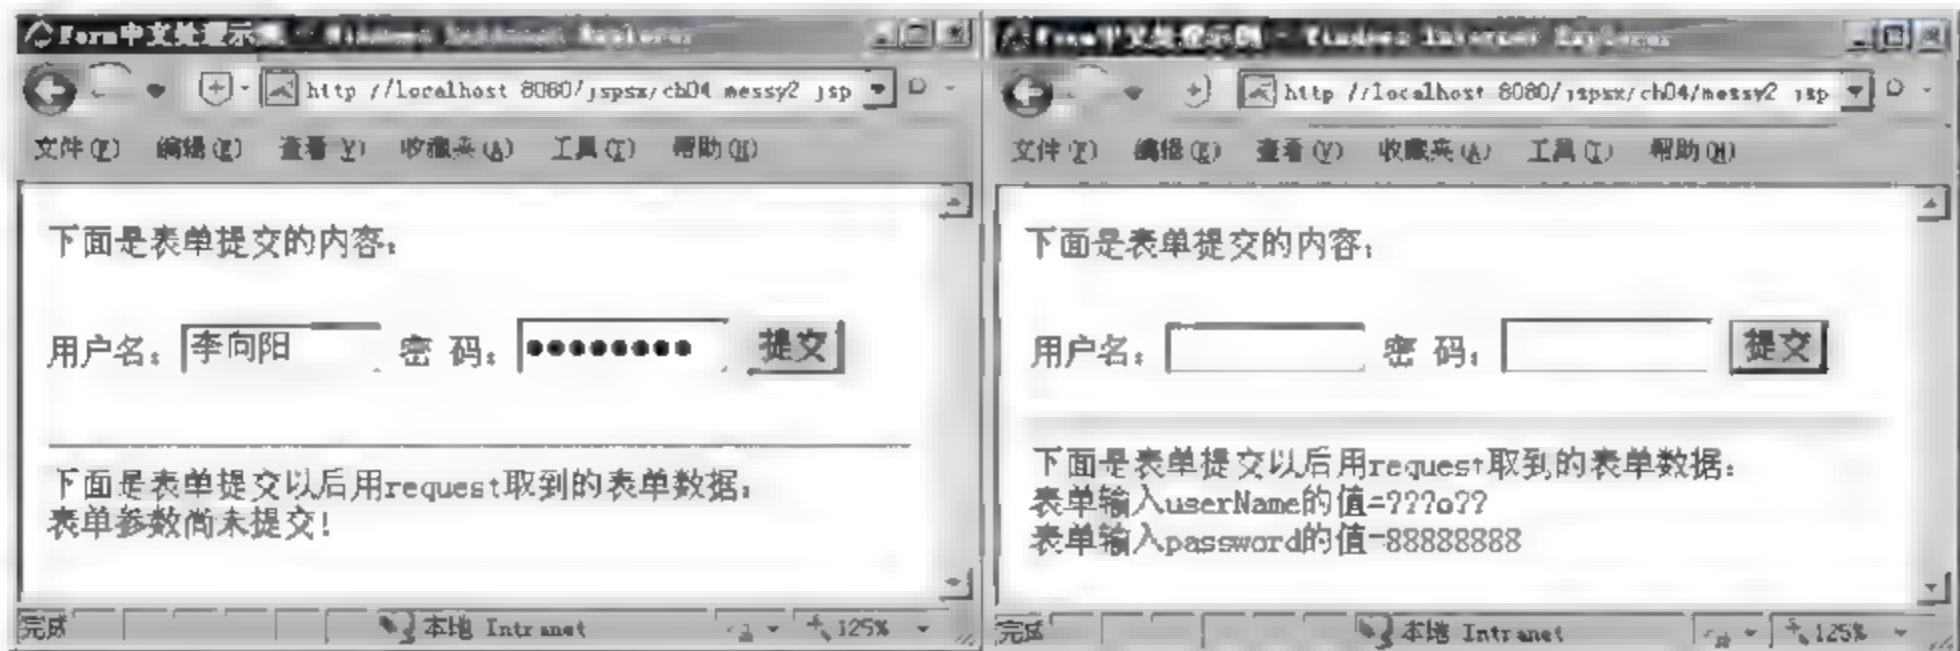 Form中文处理示
http //localhost 8080/jspsx/ch04 messy2 jsp
文件(F) 编辑(E) 查看(V) 收藏夹(A) 工具(T) 帮助(H)
下面是表单提交的内容:
用户名: 李向阳 密 码: ●●●●●●●● 提交
下面是表单提交以后用request取到的表单数据:
表单参数尚未提交!
完成 本地 Intranet 125%
Form中文处理示例 - Windows Internet Explorer
http //localhost 8080/jspsx/ch04/messy2 jsp
文件(F) 编辑(E) 查看(V) 收藏夹(A) 工具(T) 帮助(H)
下面是表单提交的内容:
用户名: 密 码: 提交
下面是表单提交以后用request取到的表单数据:
表单输入userName的值=???o??
表单输入password的值=88888888
完成 本地 Intranet 125%